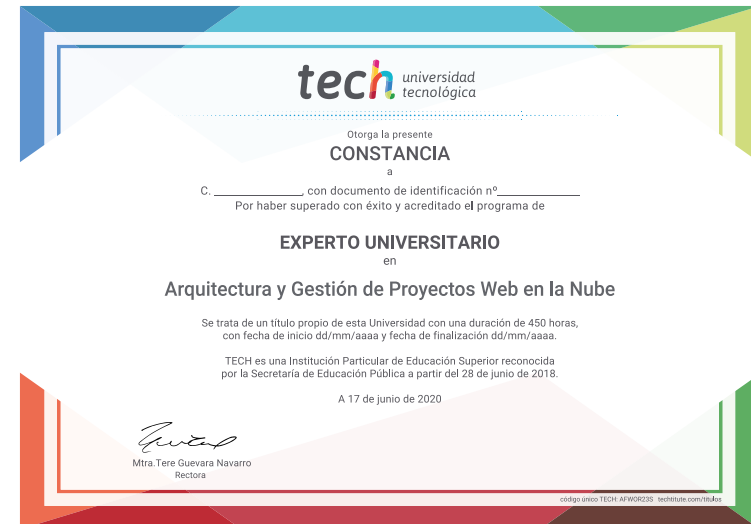 tech universidad
tecnológica
Otorga la presente
CONSTANCIA
a
C. ________________, con documento de identificación nº_______________
Por haber superado con éxito y acreditado el programa de
EXPERTO UNIVERSITARIO
en
Arquitectura y Gestión de Proyectos Web en la Nube
Se trata de un título propio de esta Universidad con una duración de 450 horas,
con fecha de inicio dd/mm/aaaa y fecha de finalización dd/mm/aaaa.
TECH es una Institución Particular de Educación Superior reconocida
por la Secretaría de Educación Pública a partir del 28 de junio de 2018.
A 17 de junio de 2020
Mtra.Tere Guevara Navarro
Rectora
código único TECH: AFWOR23S techtitute.com/titulos